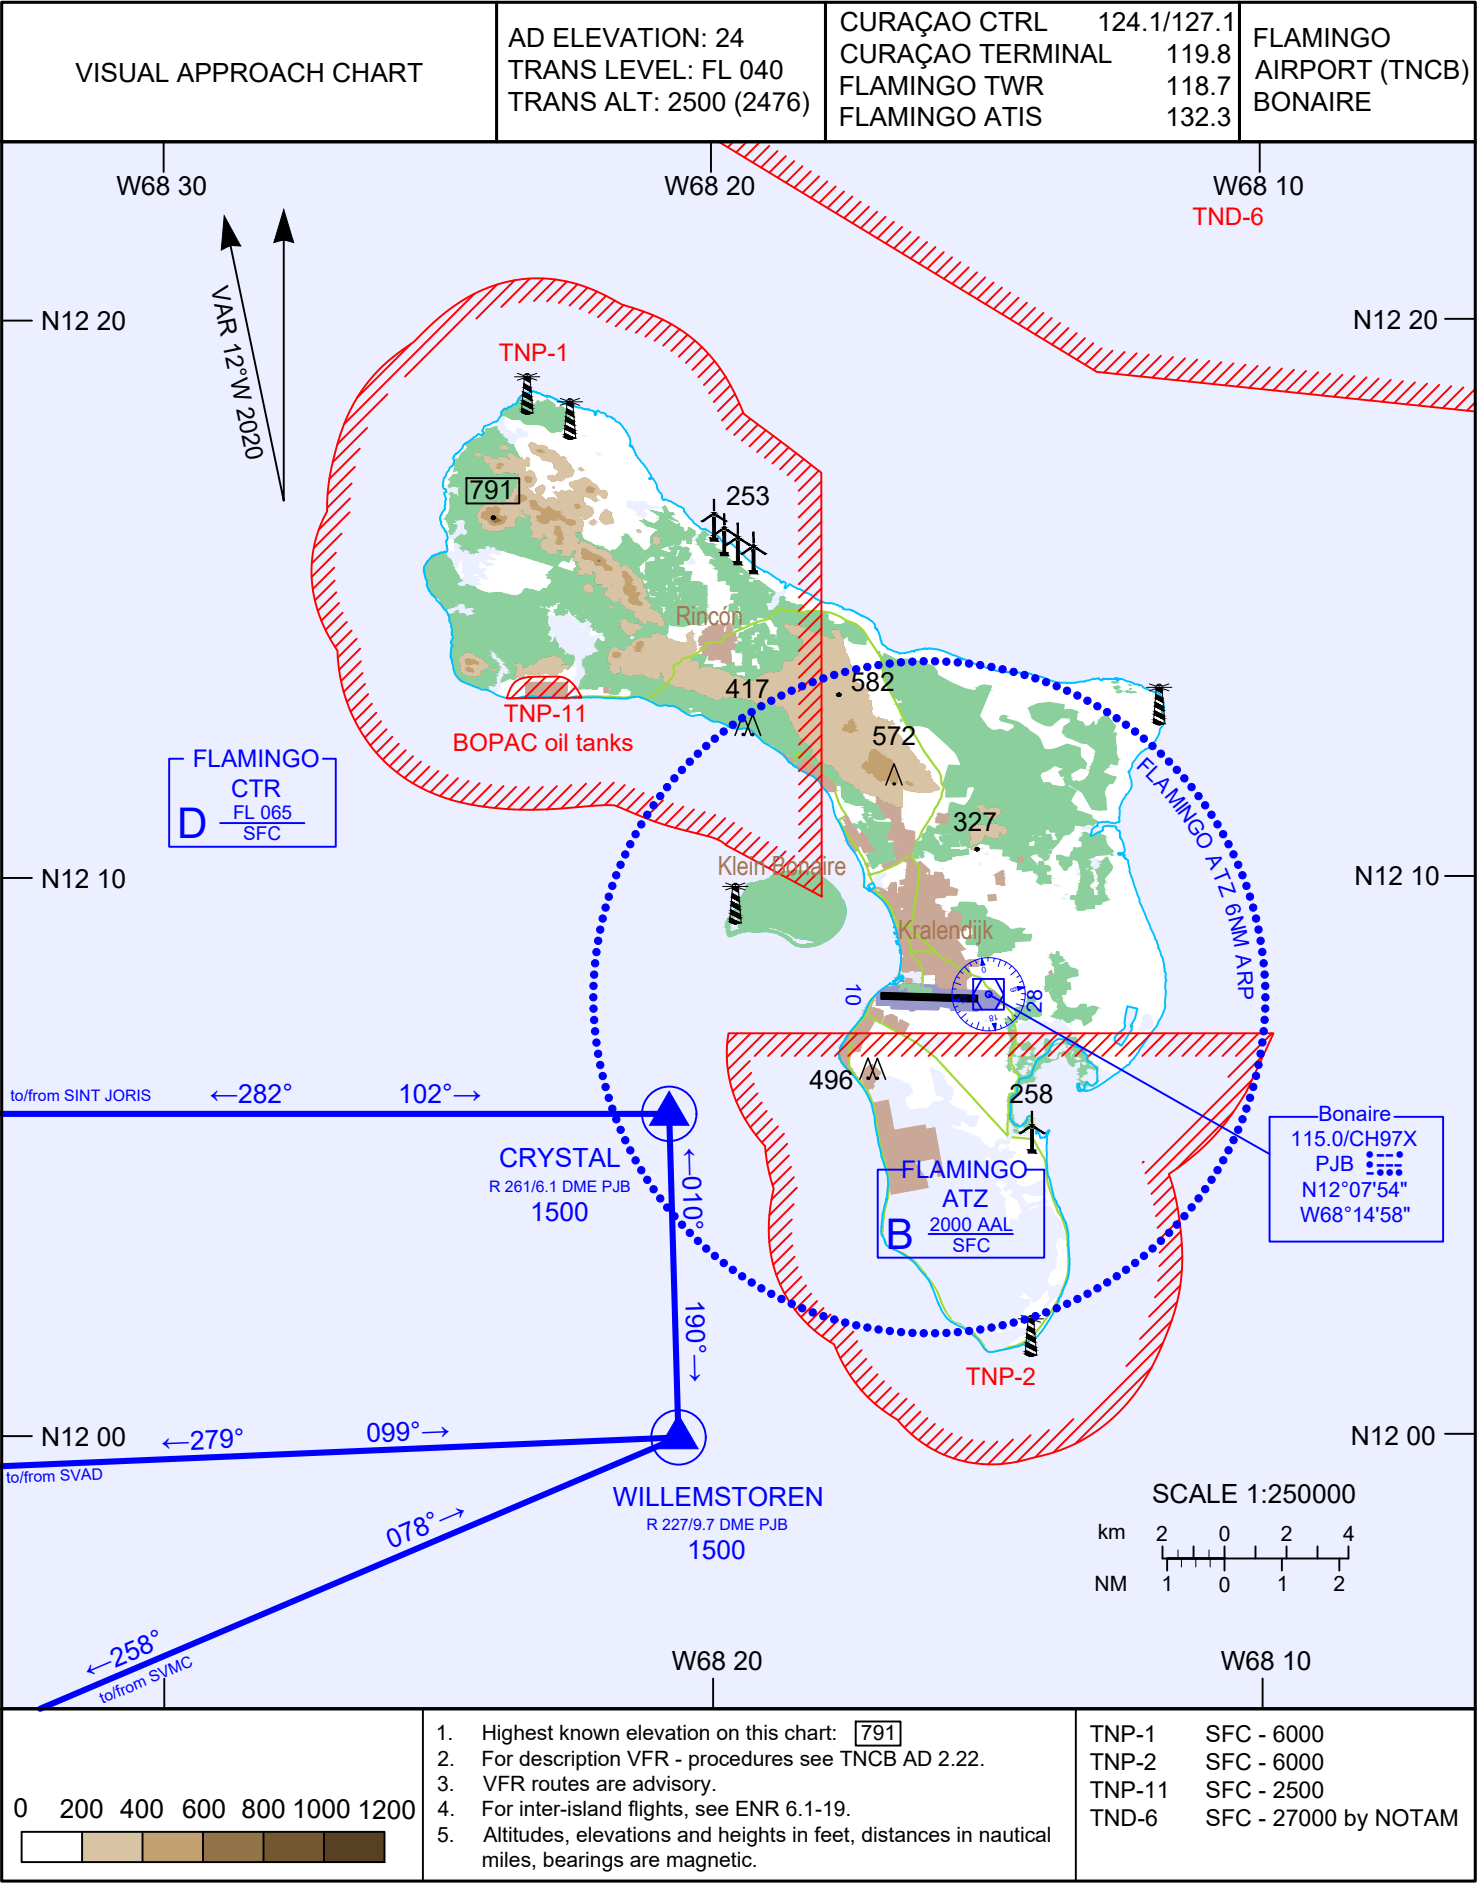 VISUAL APPROACH CHART
AD ELEVATION: 24
TRANS LEVEL: FL 040
TRANS ALT: 2500 (2476)
CURAÇAO CTRL 124.1/127.1
CURAÇAO TERMINAL 119.8
FLAMINGO TWR 118.7
FLAMINGO ATIS 132.3
FLAMINGO
AIRPORT (TNCB)
BONAIRE
W68 30
W68 20
W68 10
TND-6
VAR 12°W 2020
N12 20
N12 20
TNP-1
791
253
Rincón
417
582
TNP-11
BOPAC oil tanks
572
FLAMINGO
CTR
D FL 065
SFC
FLAMINGO ATZ 6NM ARP
327
Klein Bonaire
N12 10
N12 10
Kralendijk
10
28
0
9
18
496
258
to/from SINT JORIS
←282° 102°→
CRYSTAL
R 261/6.1 DME PJB
1500
←010°
190°→
FLAMINGO
ATZ
B 2000 AAL
SFC
Bonaire
115.0/CH97X
PJB
N12°07'54"
W68°14'58"
TNP-2
N12 00
←279° 099°→
to/from SVAD
N12 00
WILLEMSTOREN
R 227/9.7 DME PJB
1500
078°→
←258°
to/from SVMC
SCALE 1:250000
km 2 0 2 4
NM 1 0 1 2
W68 20
W68 10
0 200 400 600 800 1000 1200
1. Highest known elevation on this chart: 791
2. For description VFR - procedures see TNCB AD 2.22.
3. VFR routes are advisory.
4. For inter-island flights, see ENR 6.1-19.
5. Altitudes, elevations and heights in feet, distances in nautical
miles, bearings are magnetic.
TNP-1 SFC - 6000
TNP-2 SFC - 6000
TNP-11 SFC - 2500
TND-6 SFC - 27000 by NOTAM